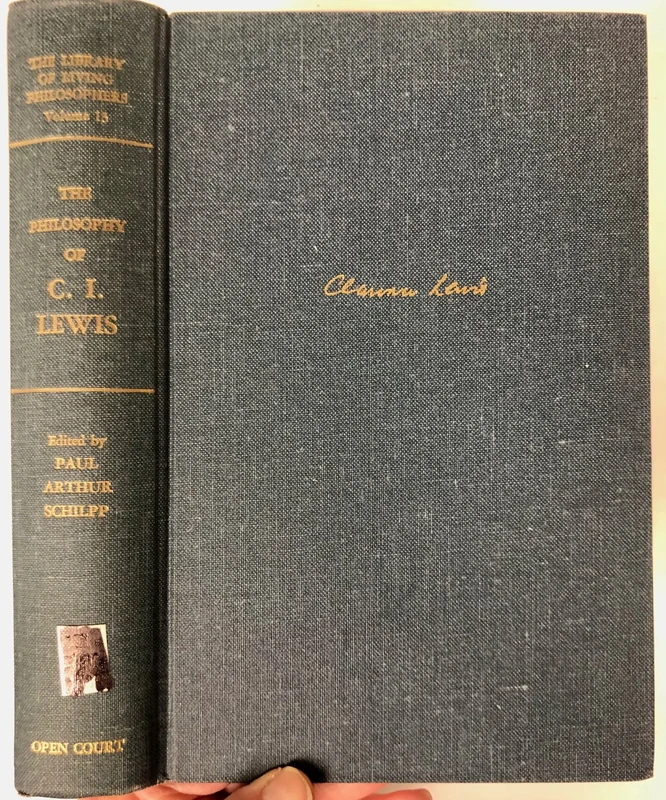 THE LIBRARY
OF LIVING
PHILOSOPHERS
Volume 13
THE
PHILOSOPHY
OF
C. I.
LEWIS
Edited by
PAUL
ARTHUR
SCHILPP
OPEN COURT
Clarence Lewis